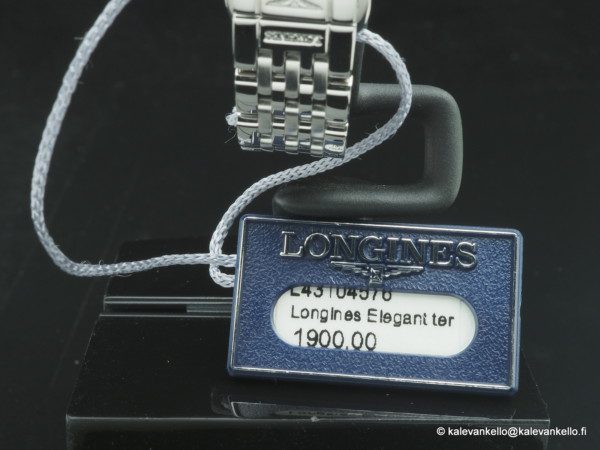 LONGINES
L43104576
Longines Elegant ter
1900.00
© kalevankello@kalevankello.fi